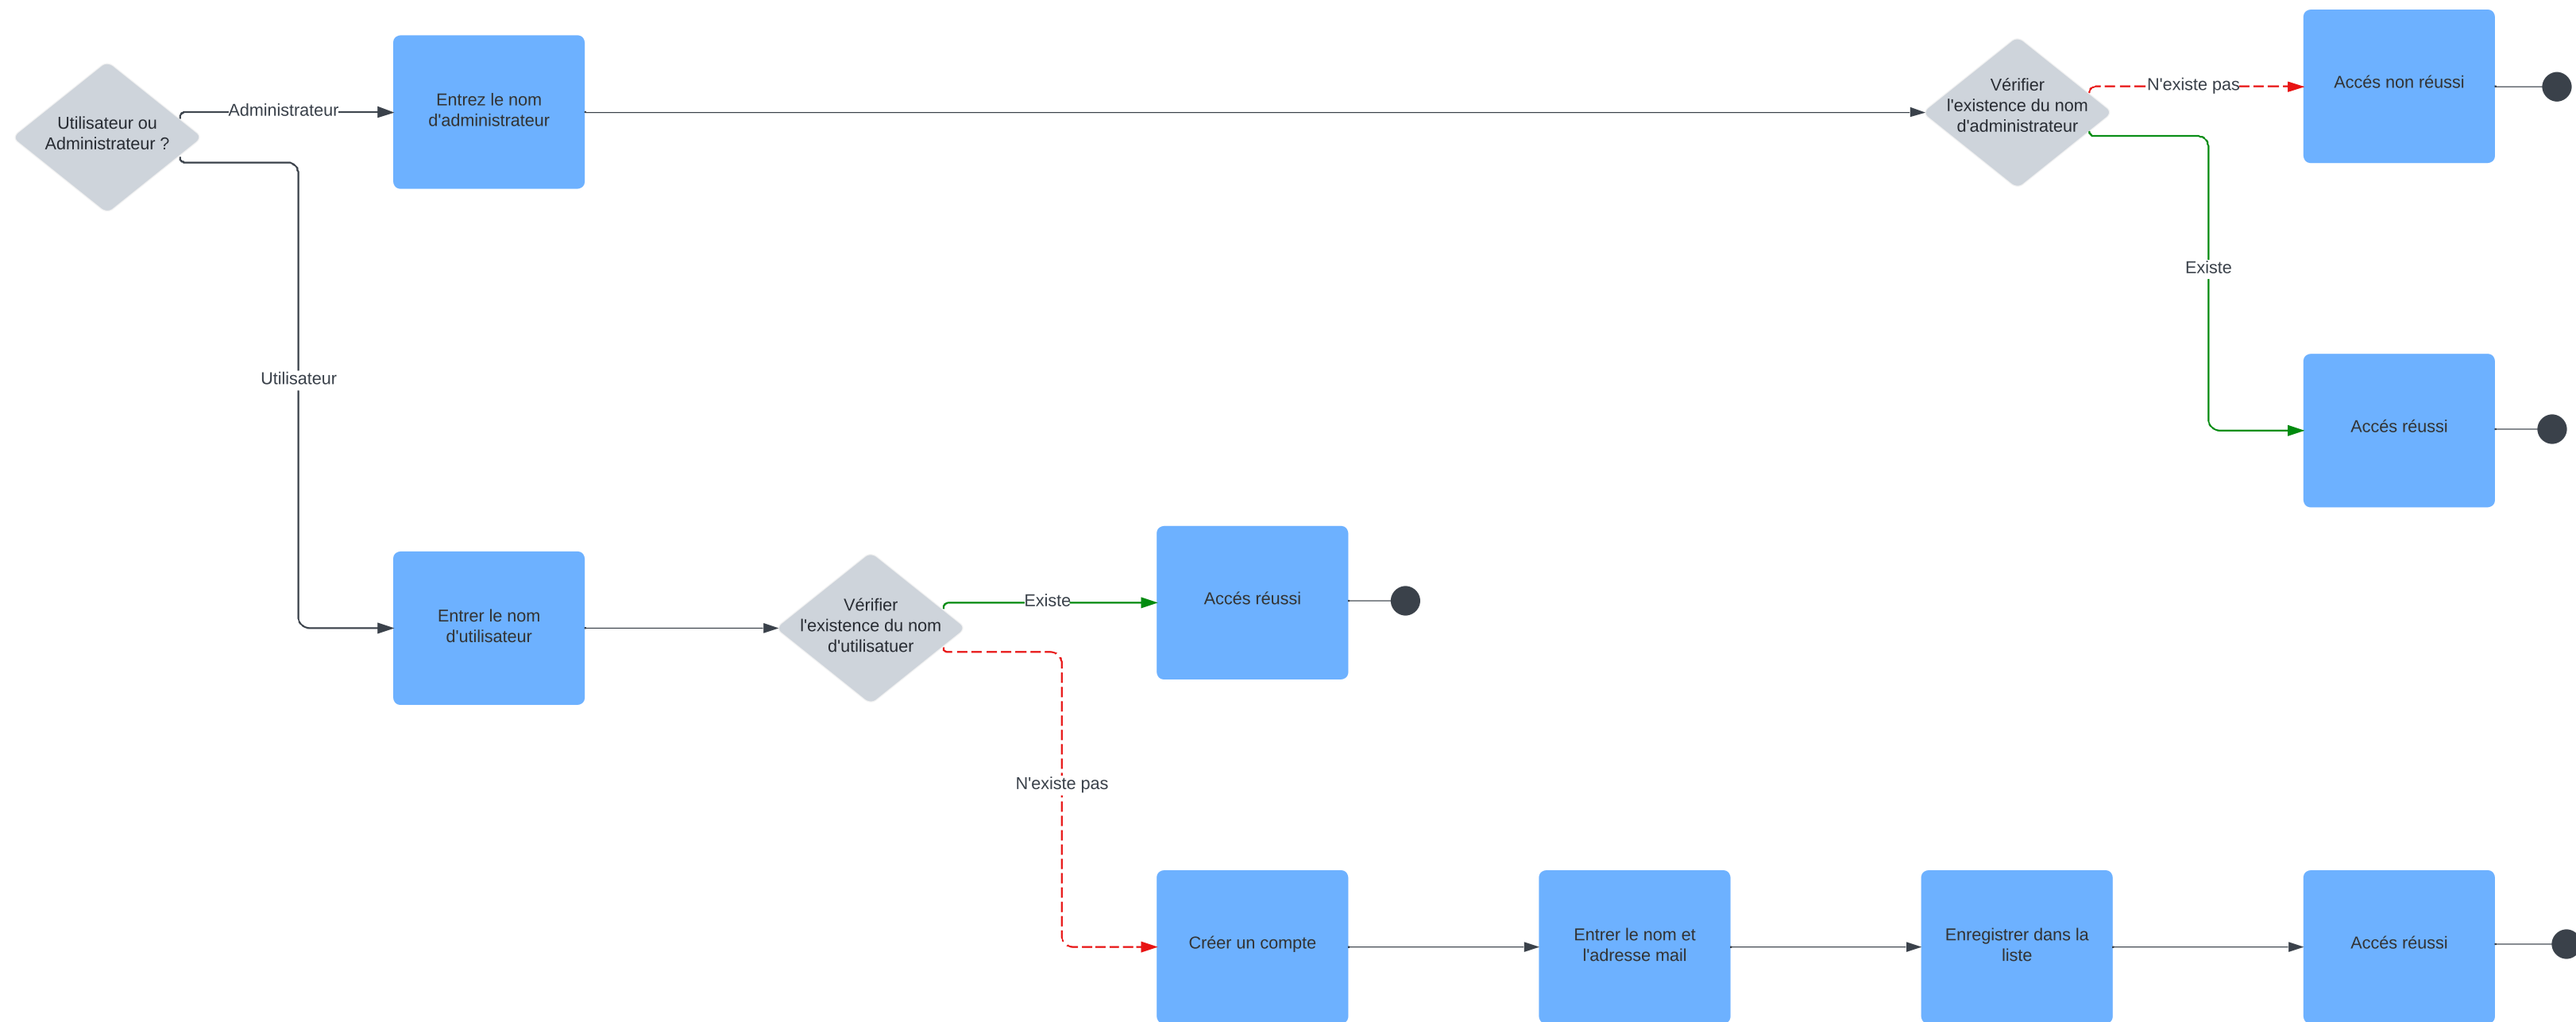 Utilisateur ou
Administrateur ?
Administrateur
Entrez le nom
d'administrateur
Vérifier
l'existence du nom
d'administrateur
N'existe pas
Accés non réussi
Existe
Accés réussi
Utilisateur
Entrer le nom
d'utilisateur
Vérifier
l'existence du nom
d'utilisatuer
Existe
Accés réussi
N'existe pas
Créer un compte
Entrer le nom et
l'adresse mail
Enregistrer dans la
liste
Accés réussi